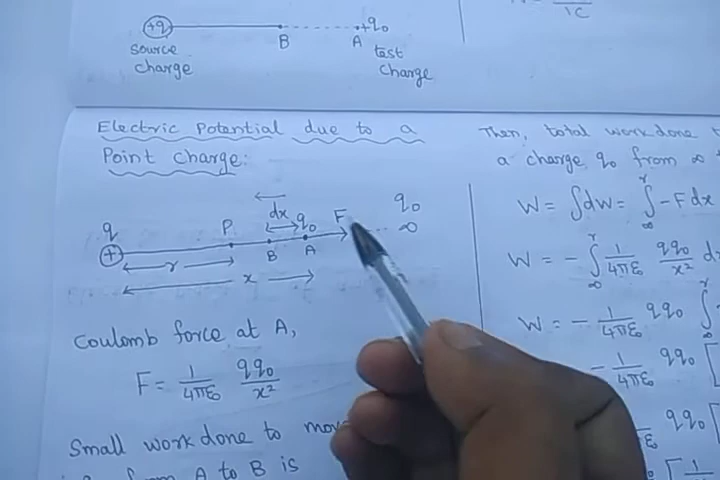 +q
B
A
+q₀
source charge
test charge
Electric Potential due to a
Point charge:
q
P
dx
q₀
F
q₀
∞
+
B
A
r
x
Coulomb force at A,
F = 1/4πε₀ qq₀/x²
Small work done to mov
from A to B is
1C
Then, total work done
a charge q₀ from ∞
W = ∫dW = ∫∞^r -F dx
W = - ∫∞^r 1/4πε₀ qq₀/x² d
W = - 1/4πε₀ qq₀ ∫∞^r
- 1/4πε₀ qq₀ [
qq₀ [